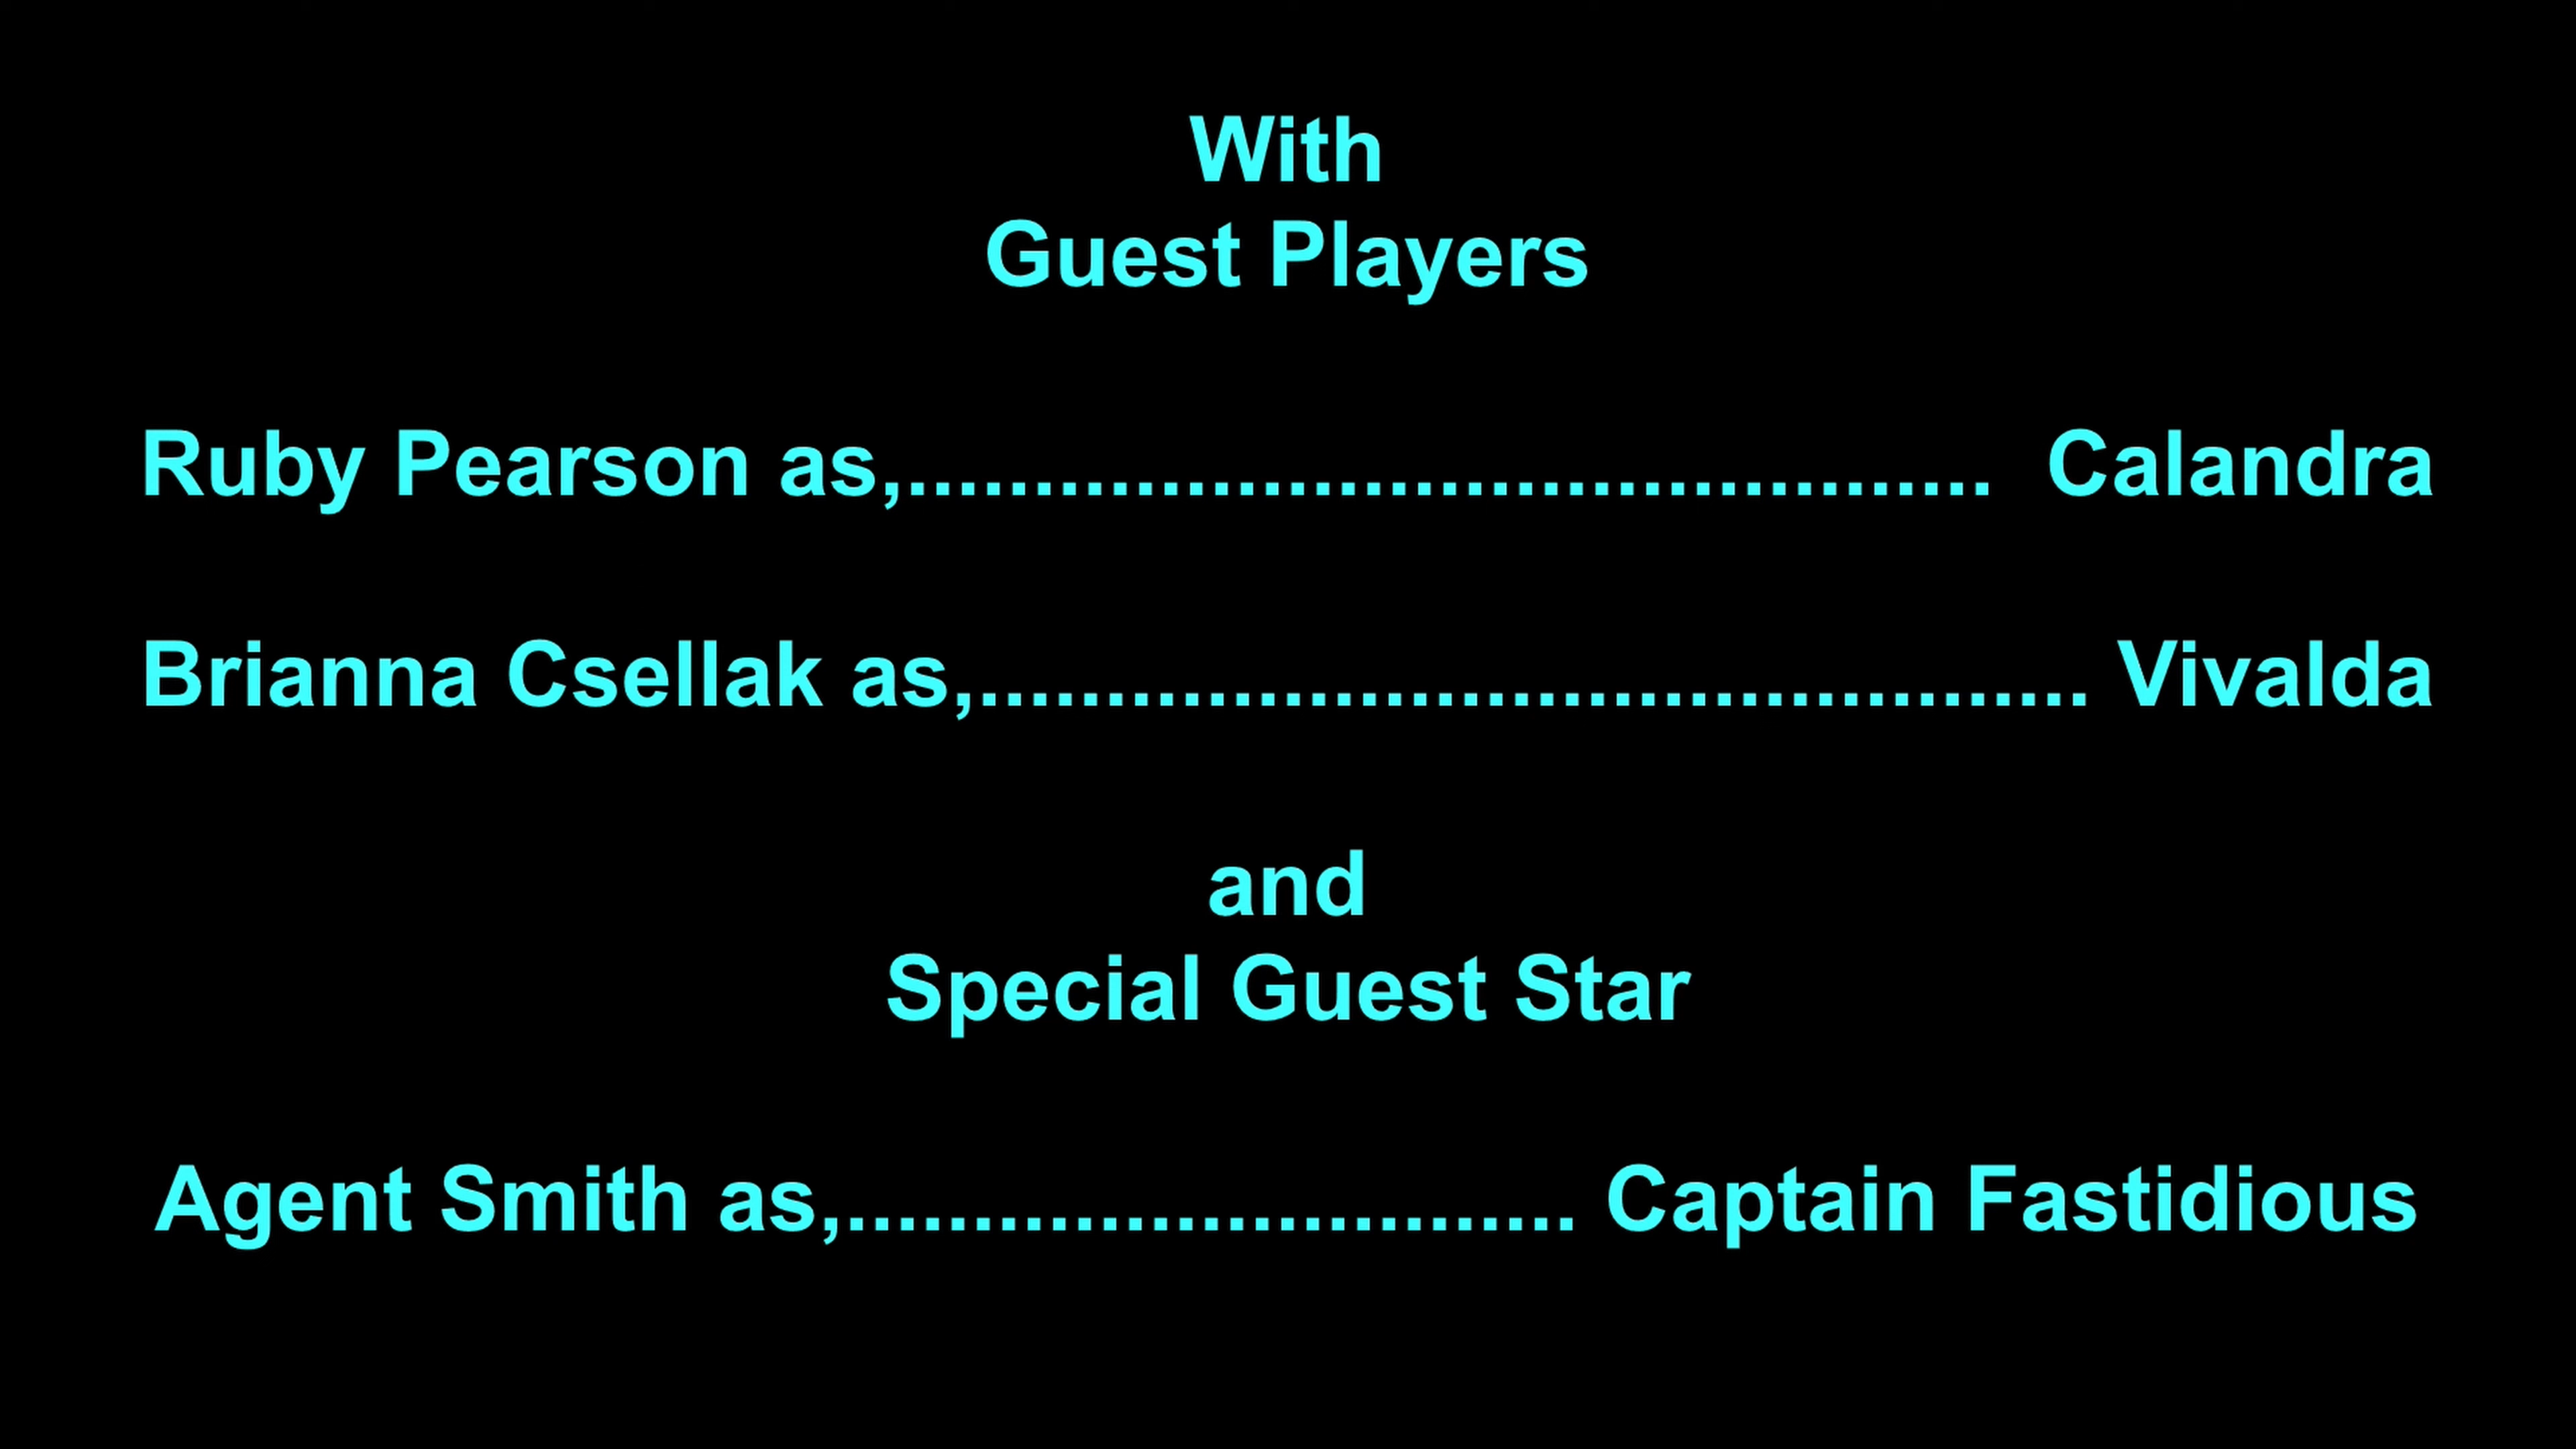 With
Guest Players
Ruby Pearson as,........................................... Calandra
Brianna Csellak as,............................................ Vivalda
and
Special Guest Star
Agent Smith as,............................. Captain Fastidious